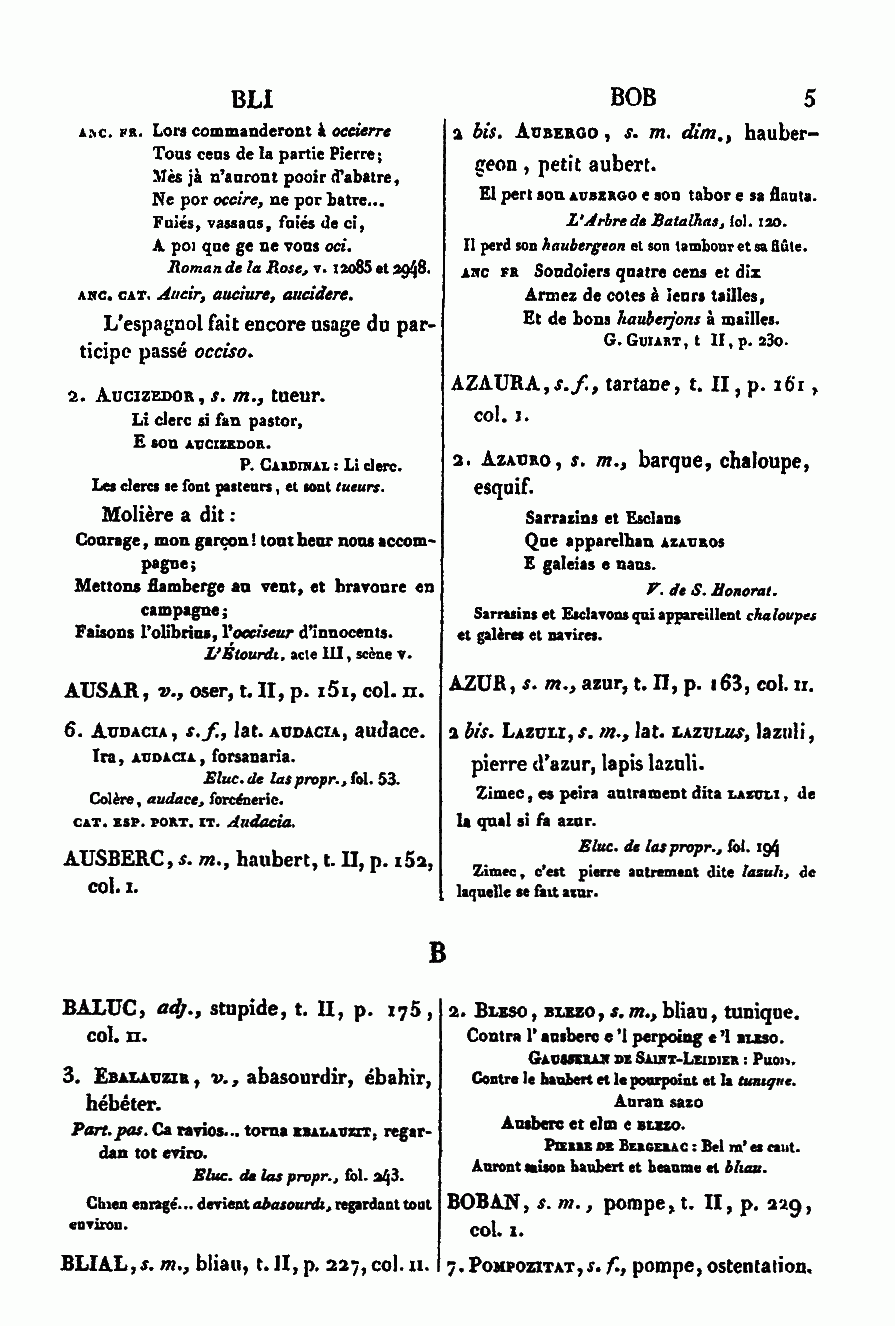 BLI
BOB 5
ANC. FR. Lors commanderont à occierre
Tous ceus de la partie Pierre;
Mès jà n'auront pooir d'abatre,
Ne por occire, ne por batre...
Fuiés, vassaus, fuiés de ci,
A poi que ge ne vous oci.
Roman de la Rose, v. 12085 et 2948.
ANC. CAT. Aucir, auciure, aucidere.
L'espagnol fait encore usage du par-
ticipe passé occiso.
2. AUCIZEDOR, s. m., tueur.
Li clerc si fan pastor,
E son AUCIZEDOR.
P. CARDINAL : Li clerc.
Les clercs se font pasteurs, et sont tueurs.
Molière a dit :
Courage, mon garçon! tout heur nous accom-
pagne;
Mettons flamberge au vent, et bravoure en
campagne;
Faisons l'olibrius, l'occiseur d'innocents.
L'Étourdi, acte III, scène v.
AUSAR, v., oser, t. II, p. 151, col. II.
6. AUDACIA, s. f., lat. AUDACIA, audace.
Ira, AUDACIA, forsanaria.
Eluc. de las propr., fol. 53.
Colère, audace, forcénerie.
CAT. ESP. PORT. IT. Audacia.
AUSBERC, s. m., haubert, t. II, p. 152,
col. I.
2 bis. AUBERGO, s. m. dim., hauber-
geon, petit aubert.
El pert son AUBERGO e son tabor e sa flauta.
L'Arbre de Batalhas, fol. 120.
Il perd son haubergeon et son tambour et sa flûte.
ANC FR Soudoiers quatre cens et dix
Armez de cotes à leurs tailles,
Et de bons hauberjons à mailles.
G. GUIART, t II, p. 230.
AZAURA, s. f., tartane, t. II, p. 161,
col. I.
2. AZAURO, s. m., barque, chaloupe,
esquif.
Sarrazins et Esclaus
Que apparelhan AZAUROS
E galeias e naus.
V. de S. Honorat.
Sarrasins et Esclavons qui appareillent chaloupes
et galères et navires.
AZUR, s. m., azur, t. II, p. 163, col. II.
2 bis. LAZULI, s. m., lat. LAZULUS, lazuli,
pierre d'azur, lapis lazuli.
Zimec, es peira autrament dita LAZULI, de
la qual si fa azur.
Eluc. de las propr., fol. 194
Zimec, c'est pierre autrement dite lazuli, de
laquelle se fait azur.
B
BALUC, adj., stupide, t. II, p. 175,
col. II.
3. EBALAUZIR, v., abasourdir, ébahir,
hébêter.
Part. pas. Ca ravios... torna EBALAUZIT, regar-
dan tot eviro.
Eluc. de las propr., fol. 243.
Chien enragé... devient abasourdi, regardant tout
environ.
BLIAL, s. m., bliau, t. II, p. 227, col. II.
2. BLESO, BLEZO, s. m., bliau, tunique.
Contra l' ausberc e 'l perpoing e 'l BLESO.
GAUSSERAN DE SAINT-LEIDIER : Puois.
Contre le haubert et le pourpoint et la tunique.
Auran sazo
Ausberc et elm e BLEZO.
PIERRE DE BERGERAC : Bel m'es cant.
Auront saison haubert et heaume et bliau.
BOBAN, s. m., pompe, t. II, p. 229,
col. I.
7. POMPOZITAT, s. f., pompe, ostentation.